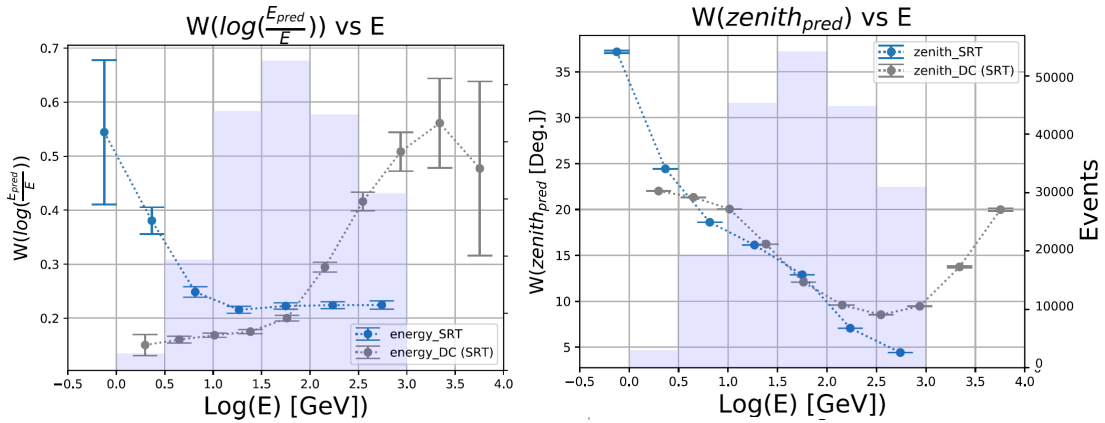 W(log(E_pred/E)) vs E
0.7
0.6
0.5
0.4
0.3
0.2
W(log(E_pred/E))
−0.5 0.0 0.5 1.0 1.5 2.0 2.5 3.0 3.5 4.0
Log(E) [GeV])
energy_SRT
energy_DC (SRT)
W(zenith_pred) vs E
35
30
25
20
15
10
5
W(zenith_pred) [Deg.]
zenith_SRT
zenith_DC (SRT)
50000
40000
30000
20000
10000
0
Events
−0.5 0.0 0.5 1.0 1.5 2.0 2.5 3.0 3.5 4.0
Log(E) [GeV])